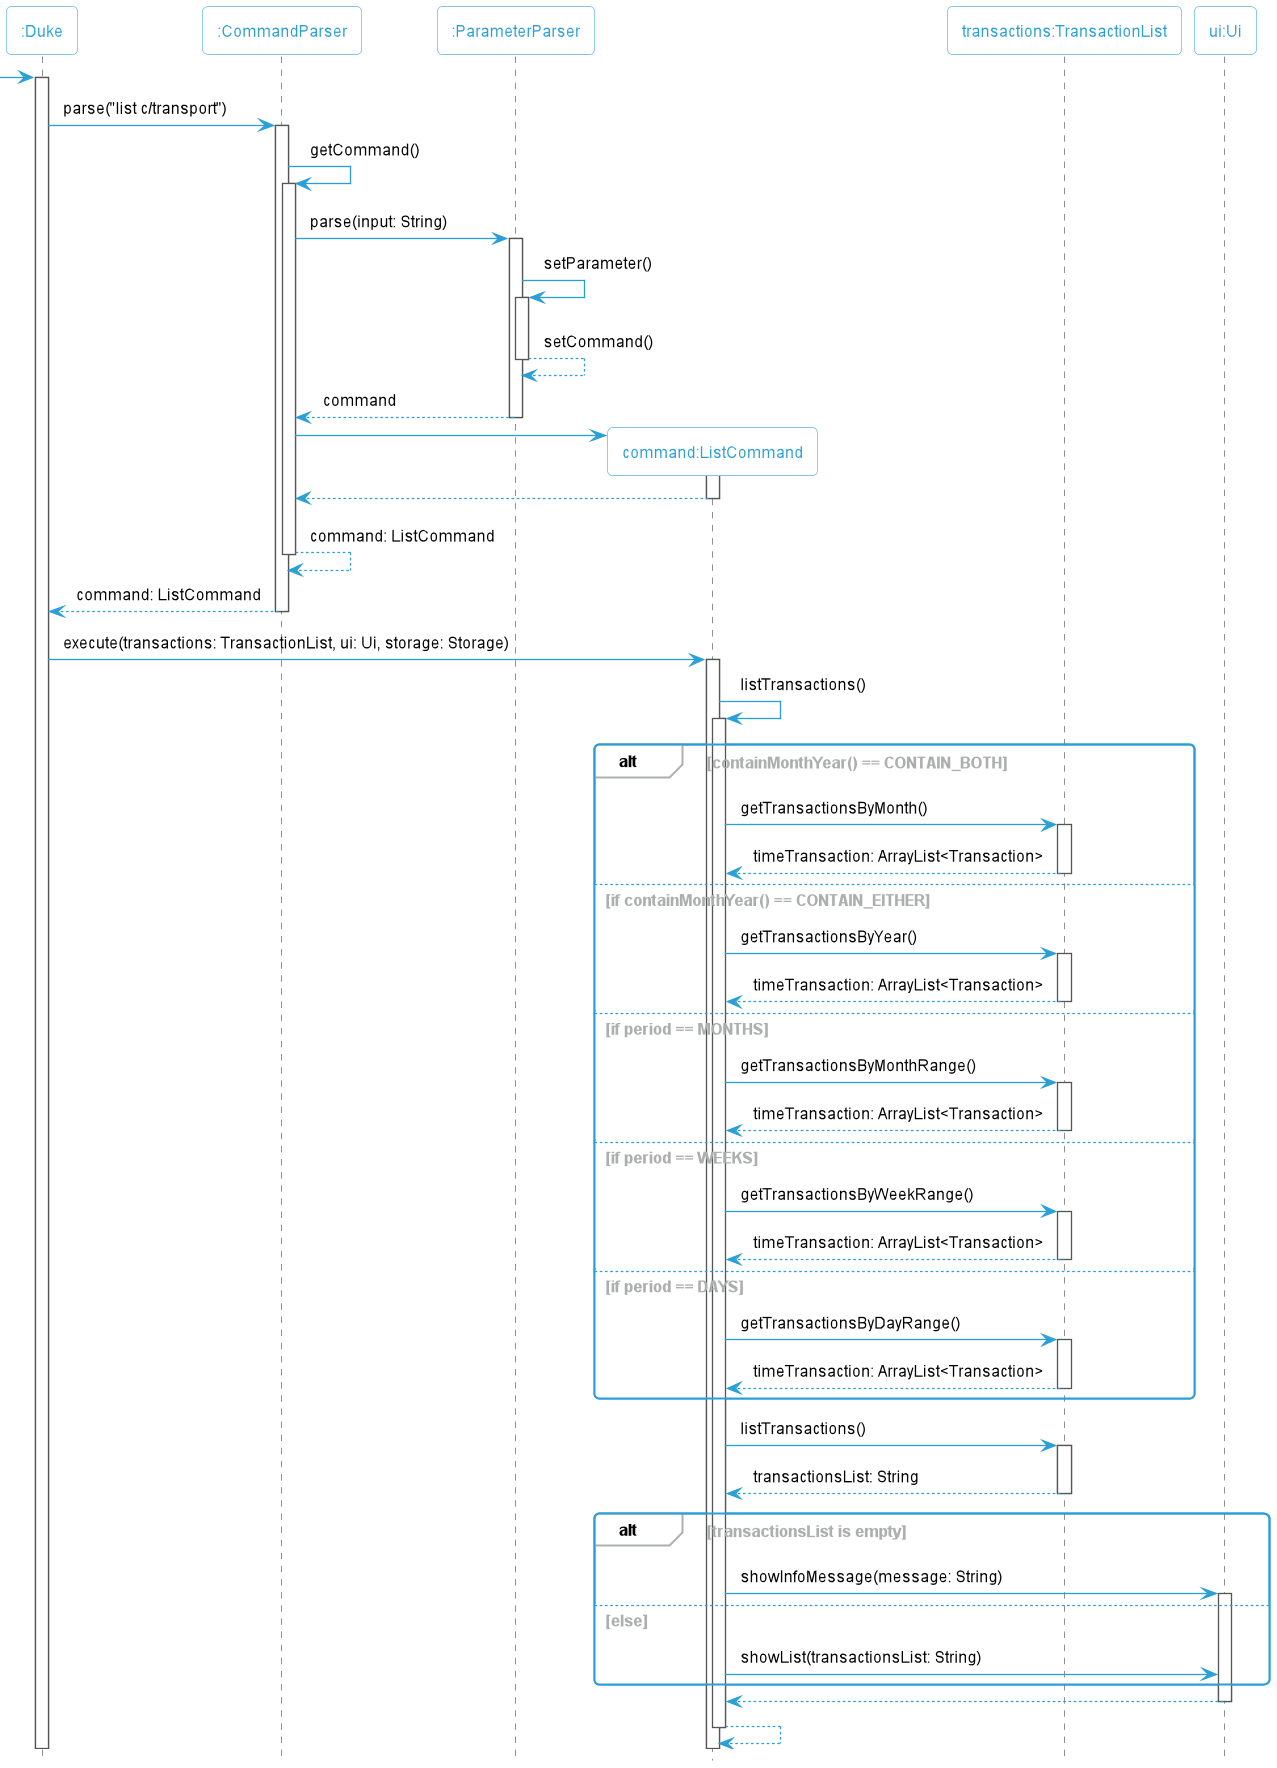 :Duke
:CommandParser
:ParameterParser
transactions:TransactionList
ui:Ui
parse("list c/transport")
getCommand()
parse(input: String)
setParameter()
setCommand()
command
command:ListCommand
command: ListCommand
command: ListCommand
execute(transactions: TransactionList, ui: Ui, storage: Storage)
listTransactions()
alt
[containMonthYear() == CONTAIN_BOTH]
getTransactionsByMonth()
timeTransaction: ArrayList<Transaction>
[if containMonthYear() == CONTAIN_EITHER]
getTransactionsByYear()
timeTransaction: ArrayList<Transaction>
[if period == MONTHS]
getTransactionsByMonthRange()
timeTransaction: ArrayList<Transaction>
[if period == WEEKS]
getTransactionsByWeekRange()
timeTransaction: ArrayList<Transaction>
[if period == DAYS]
getTransactionsByDayRange()
timeTransaction: ArrayList<Transaction>
listTransactions()
transactionsList: String
alt
[transactionsList is empty]
showInfoMessage(message: String)
[else]
showList(transactionsList: String)